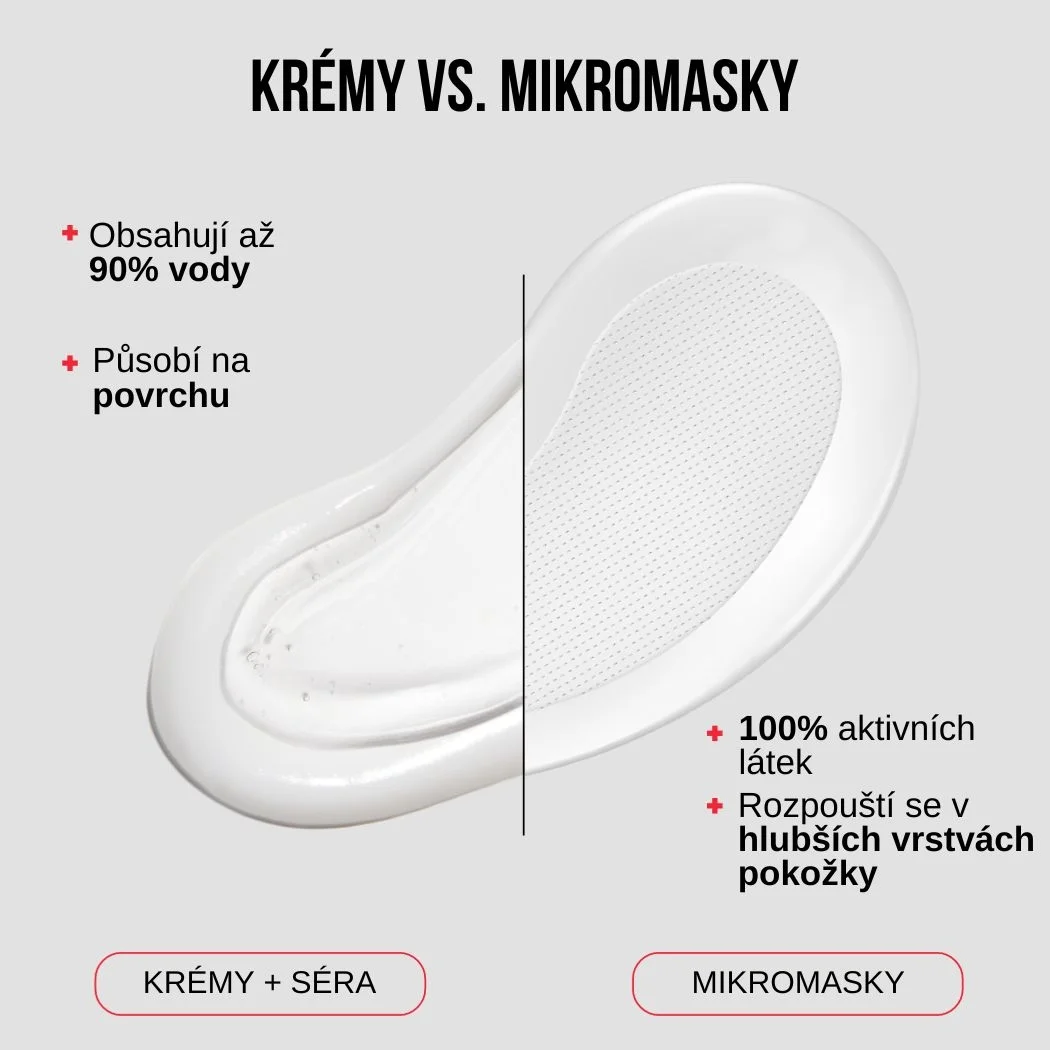 KRÉMY VS. MIKROMASKY
Obsahují až
90% vody
Působí na
povrchu
100% aktivních
látek
Rozpouští se v
hlubších vrstvách
pokožky
KRÉMY + SÉRA
MIKROMASKY